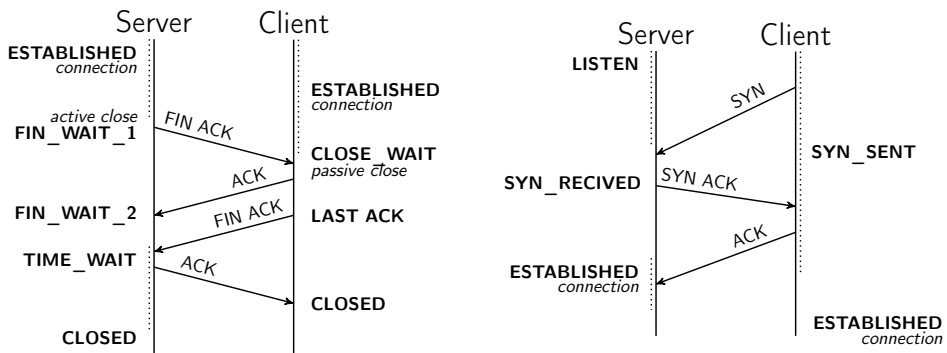 Server Client
ESTABLISHED
connection
ESTABLISHED
connection
active close
FIN_WAIT_1
FIN ACK
CLOSE_WAIT
passive close
ACK
FIN_WAIT_2
FIN ACK
LAST ACK
TIME_WAIT
ACK
CLOSED
CLOSED
Server Client
LISTEN
SYN
SYN_SENT
SYN_RECIVED
SYN ACK
ACK
ESTABLISHED
connection
ESTABLISHED
connection